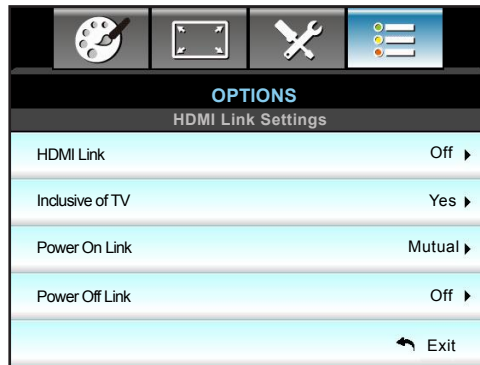 OPTIONS
HDMI Link Settings
HDMI Link Off
Inclusive of TV Yes
Power On Link Mutual
Power Off Link Off
Exit